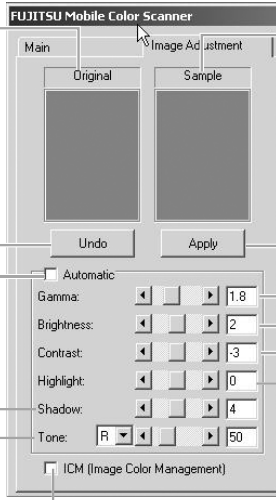 FUJITSU Mobile Color Scanner
Main Image Adjustment
Original Sample
Undo Apply
Automatic
Gamma: 1.8
Brightness: 2
Contrast: -3
Highlight: 0
Shadow: 4
Tone: R 50
ICM (Image Color Management)